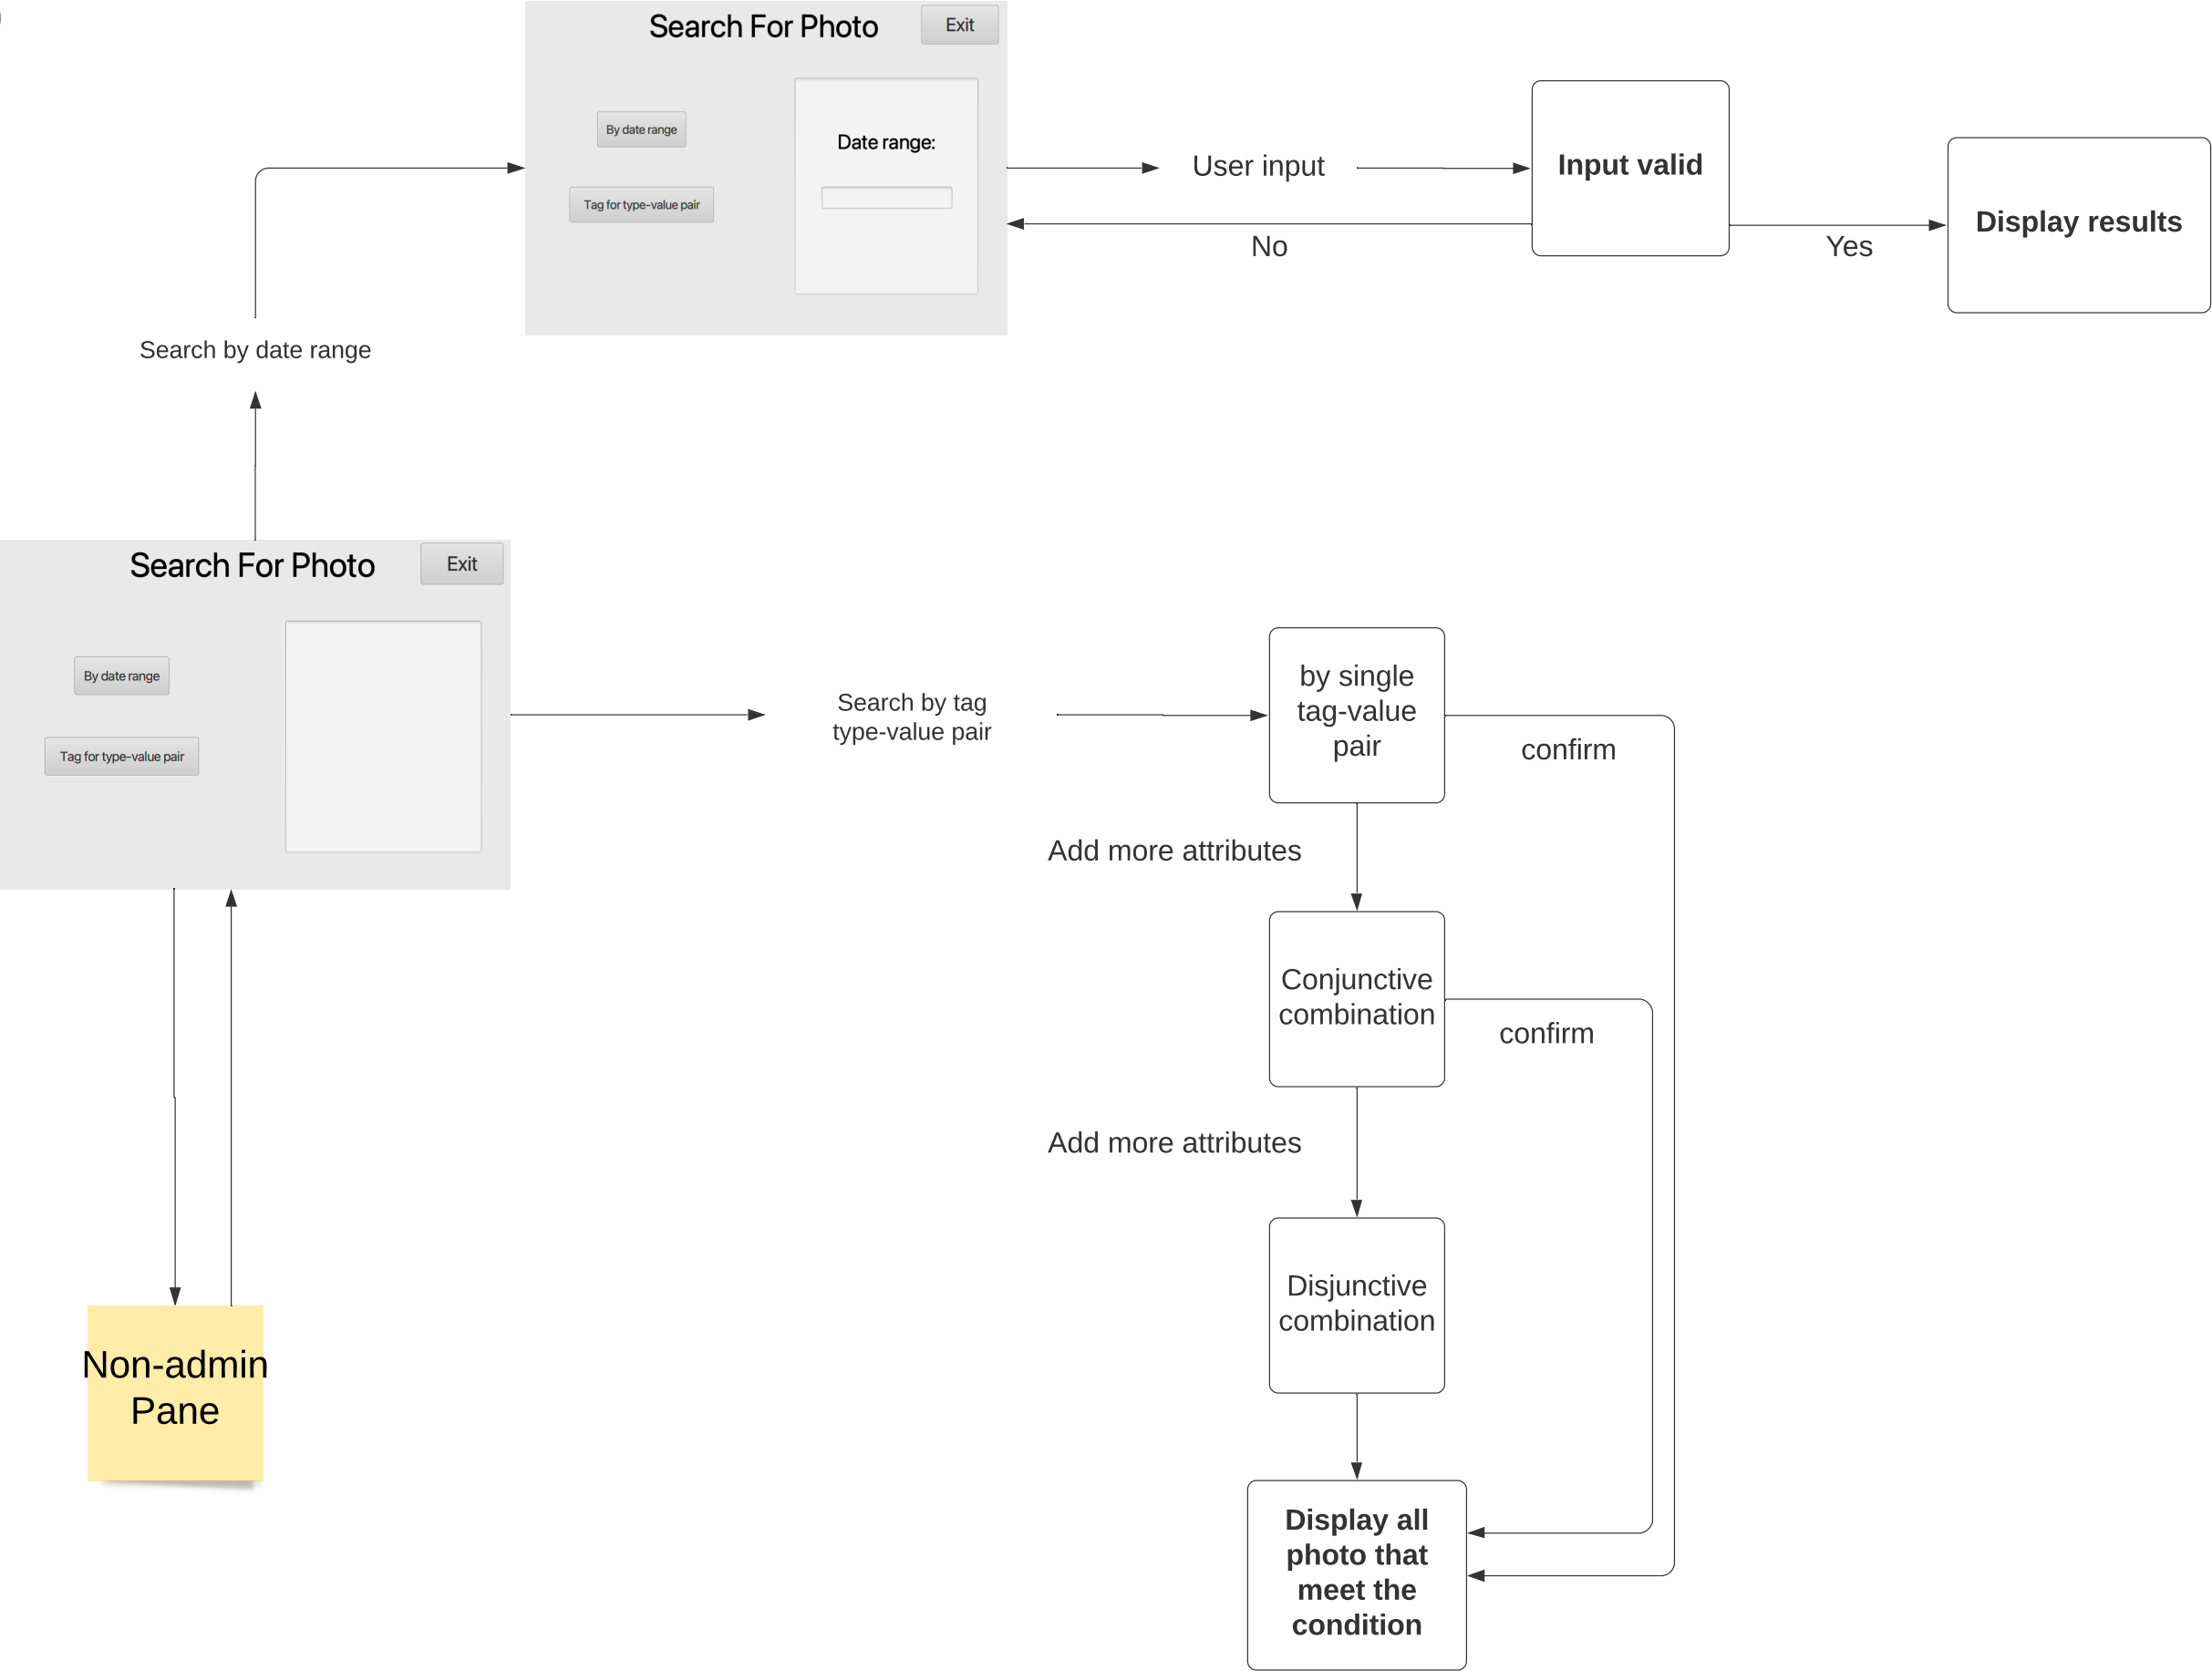 Search For Photo
Exit
By date range
Date range:
Tag for type-value pair
User input
Input valid
Display results
No
Yes
Search by date range
Search For Photo
Exit
By date range
Tag for type-value pair
Search by tag
type-value pair
by single
tag-value
pair
confirm
Add more attributes
Conjunctive
combination
confirm
Add more attributes
Disjunctive
combination
Non-admin
Pane
Display all
photo that
meet the
condition